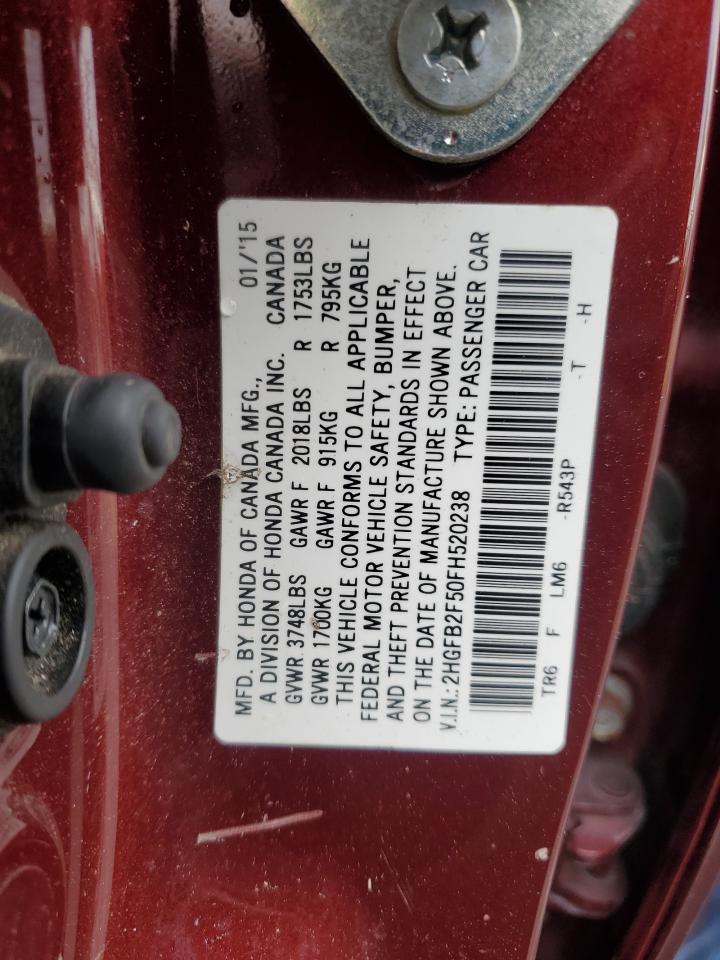 MFD. BY HONDA OF CANADA MFG., 01/'15
A DIVISION OF HONDA CANADA INC. CANADA
GVWR 3748LBS GAWR F 2018LBS R 1753LBS
GVWR 1700KG GAWR F 915KG R 795KG
THIS VEHICLE CONFORMS TO ALL APPLICABLE
FEDERAL MOTOR VEHICLE SAFETY, BUMPER,
AND THEFT PREVENTION STANDARDS IN EFFECT
ON THE DATE OF MANUFACTURE SHOWN ABOVE.
V.I.N.: 2HGFB2F50FH520238 TYPE: PASSENGER CAR
TR6 F LM6 -R543P -T -H